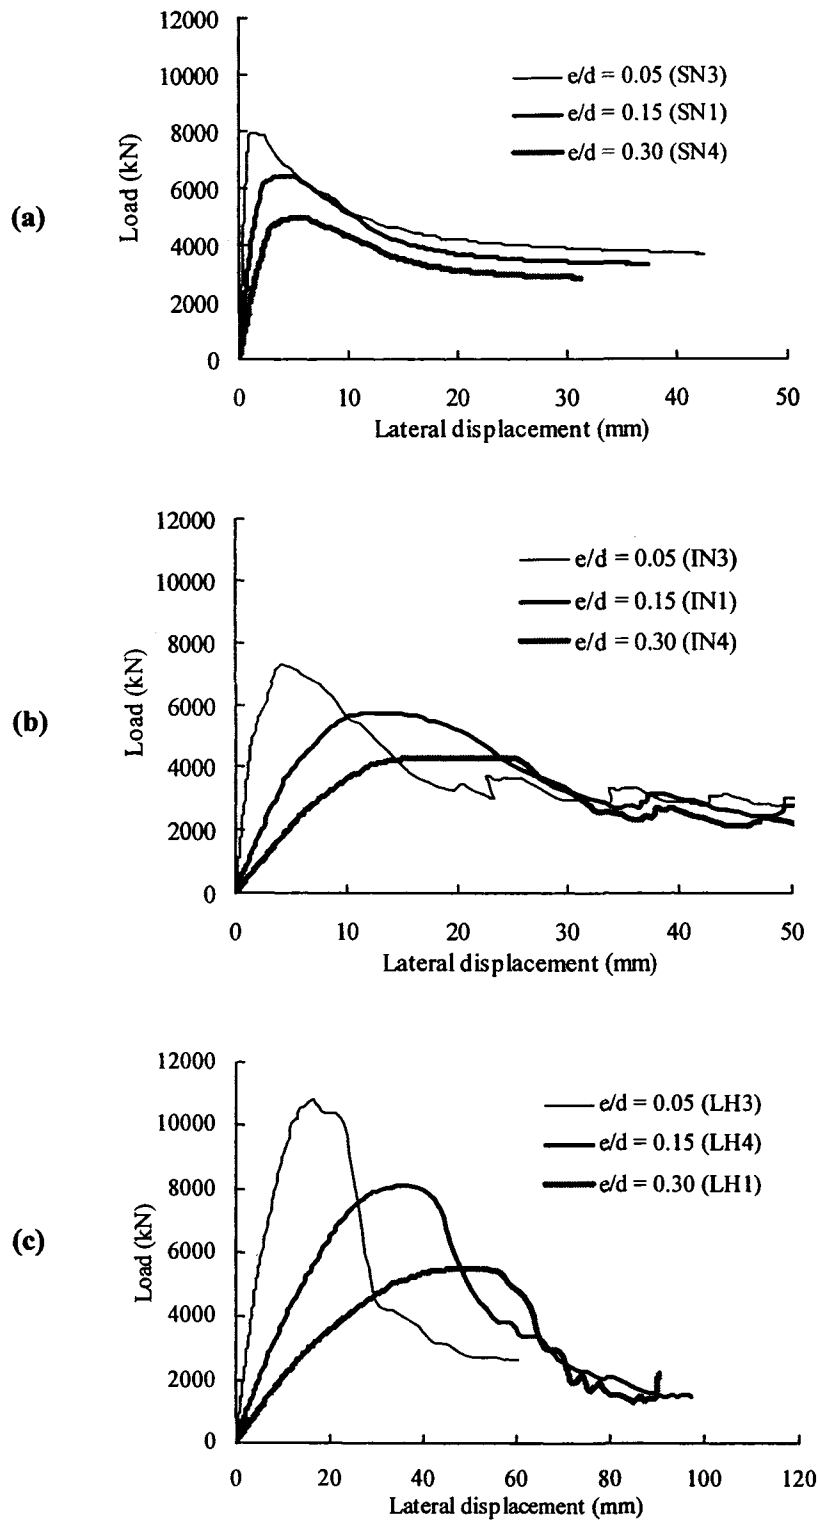 (a)
Load (kN)
12000
10000
8000
6000
4000
2000
0
e/d = 0.05 (SN3)
e/d = 0.15 (SN1)
e/d = 0.30 (SN4)
0 10 20 30 40 50
Lateral displacement (mm)
(b)
Load (kN)
12000
10000
8000
6000
4000
2000
0
e/d = 0.05 (IN3)
e/d = 0.15 (IN1)
e/d = 0.30 (IN4)
0 10 20 30 40 50
Lateral displacement (mm)
(c)
Load (kN)
12000
10000
8000
6000
4000
2000
0
e/d = 0.05 (LH3)
e/d = 0.15 (LH4)
e/d = 0.30 (LH1)
0 20 40 60 80 100 120
Lateral displacement (mm)